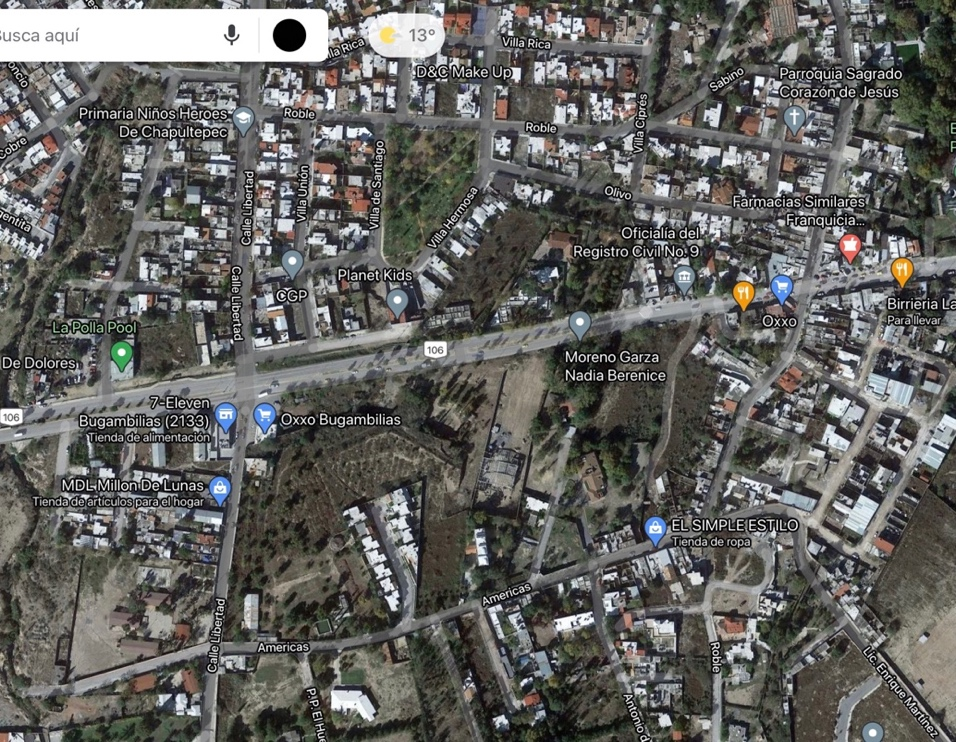 Busca aquí
13°
Villa Rica
Villa Rica
D&C Make Up
Sabino
Parroquia Sagrado
Corazón de Jesús
Primaria Niños Heroes
De Chapultepec
Roble
Roble
Villa Cipres
Cobre
Calle Libertad
Villa Unión
Villa de Santiago
Villa Hermosa
Olivo
Farmacias Similares
Franquicia...
Oficialía del
Registro Civil No. 9
Planet Kids
CGP
Calle Libertad
Oxxo
Birrieria La
Para llevar
La Polla Pool
De Dolores
106
Moreno Garza
Nadia Berenice
106
7-Eleven
Bugambilias (2133)
Tienda de alimentación
Oxxo Bugambilias
MDL Millon De Lunas
Tienda de artículos para el hogar
EL SIMPLE ESTILO
Tienda de ropa
Americas
Americas
Calle Libertad
Roble
Lic. Enrique Martínez
P.P. El Hue
Antonio d